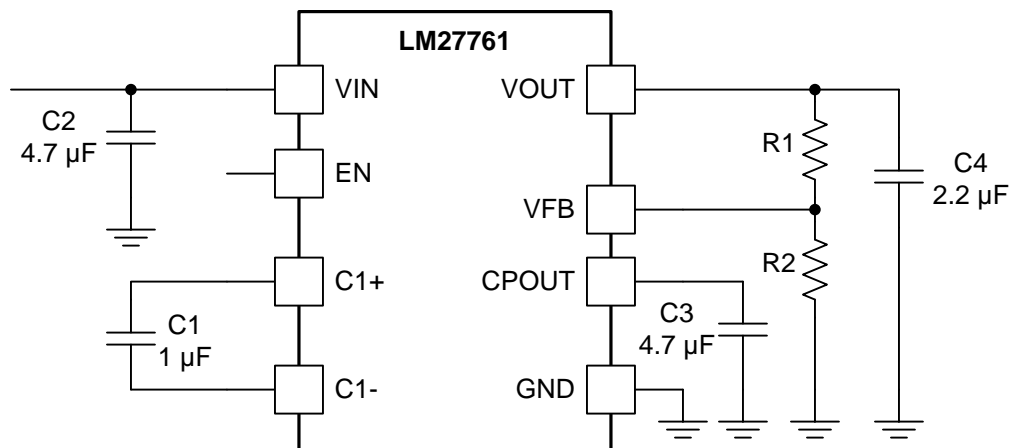 LM27761
VIN
VOUT
C2
4.7 µF
R1
C4
2.2 µF
EN
VFB
R2
C1+
CPOUT
C1
1 µF
C3
4.7 µF
C1-
GND